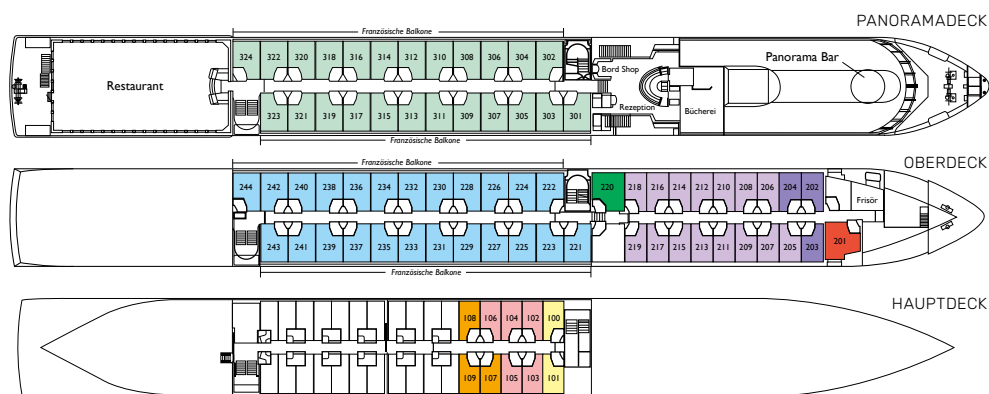 PANORAMADECK
Französische Balkone
324 322 320 318 316 314 312 310 308 306 304 302
Bord Shop
Panorama Bar
Restaurant
Rezeption
Bücherei
323 321 319 317 315 313 311 309 307 305 303 301
Französische Balkone
OBERDECK
Französische Balkone
244 242 240 238 236 234 232 230 228 226 224 222 220 218 216 214 212 210 208 206 204 202
Frisör
243 241 239 237 235 233 231 229 227 225 223 221 219 217 215 213 211 209 207 205 203 201
Französische Balkone
HAUPTDECK
108 106 104 102 100
109 107 105 103 101